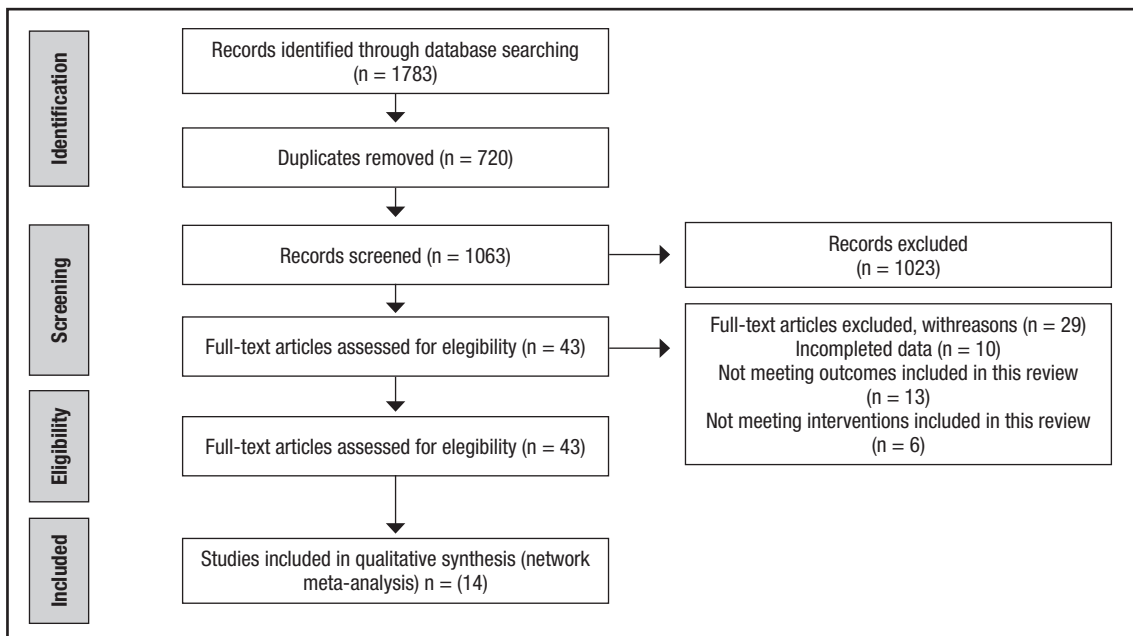 Identification
Records identified through database searching
(n = 1783)
Duplicates removed (n = 720)
Screening
Records screened (n = 1063)
Records excluded
(n = 1023)
Full-text articles assessed for elegibility (n = 43)
Full-text articles excluded, withreasons (n = 29)
Incompleted data (n = 10)
Not meeting outcomes included in this review
(n = 13)
Not meeting interventions included in this review
(n = 6)
Eligibility
Full-text articles assessed for elegibility (n = 43)
Included
Studies included in qualitative synthesis (network
meta-analysis) n = (14)